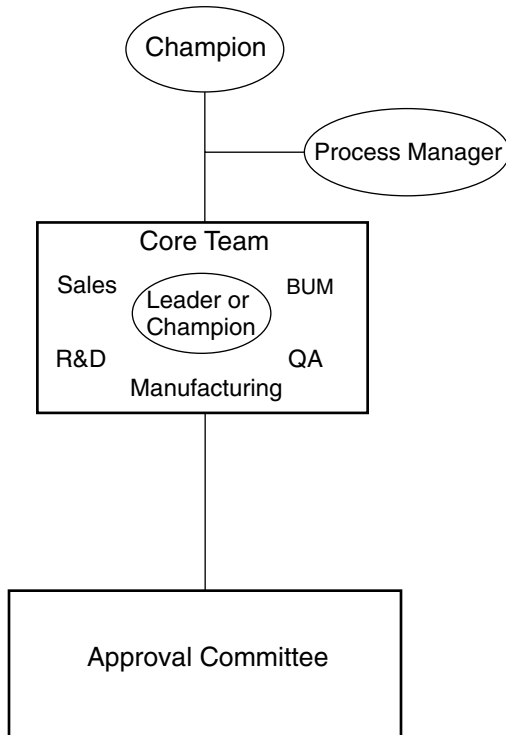 Champion
Process Manager
Core Team
Sales
BUM
Leader or
Champion
R&D
QA
Manufacturing
Approval Committee